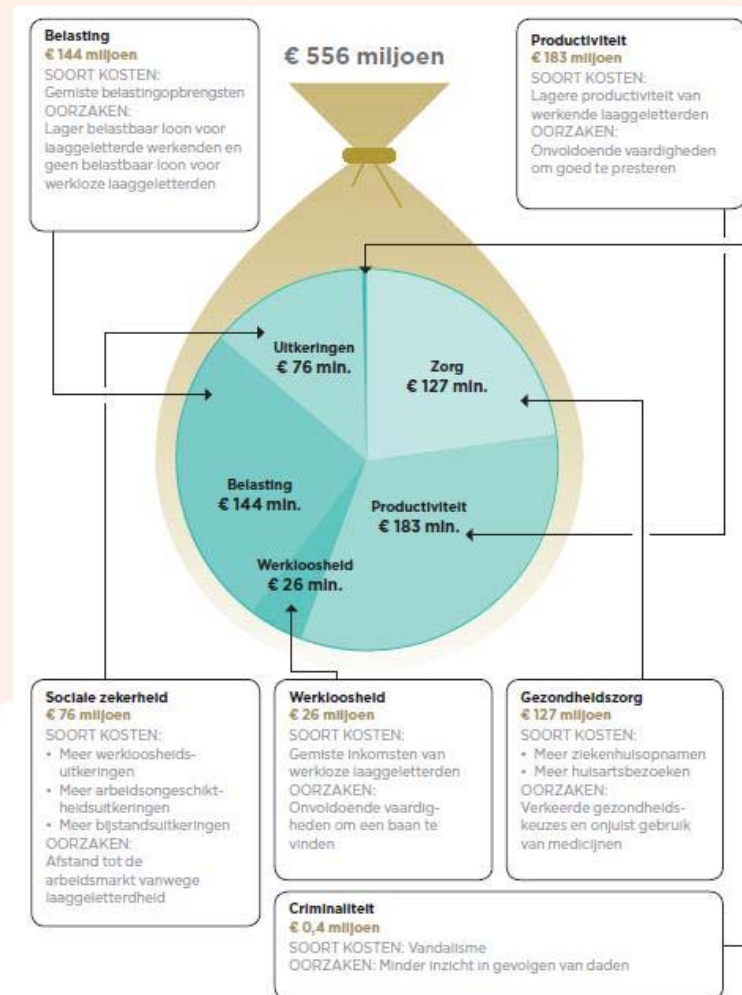 Belasting
€ 144 miljoen
SOORT KOSTEN:
Gemiste belastingopbrengsten
OORZAKEN:
Lager belastbaar loon voor
laaggeletterde werkenden en
geen belastbaar loon voor
werkloze laaggeletterden
€ 556 miljoen
Productiviteit
€ 183 miljoen
SOORT KOSTEN:
Lagere productiviteit van
werkende laaggeletterden
OORZAKEN:
Onvoldoende vaardigheden
om goed te presteren
Uitkeringen
€ 76 mln.
Zorg
€ 127 mln.
Belasting
€ 144 mln.
Productiviteit
€ 183 mln.
Werkloosheid
€ 26 mln.
Sociale zekerheid
€ 76 miljoen
SOORT KOSTEN:
• Meer werkloosheids-
uitkeringen
• Meer arbeidsongeschikt-
heidsuitkeringen
• Meer bijstandsuitkeringen
OORZAKEN:
Afstand tot de
arbeidsmarkt vanwege
laaggeletterdheid
Werkloosheid
€ 26 miljoen
SOORT KOSTEN:
Gemiste inkomsten van
werkloze laaggeletterden
OORZAKEN:
Onvoldoende vaardig-
heden om een baan te
vinden
Gezondheidszorg
€ 127 miljoen
SOORT KOSTEN:
• Meer ziekenhuisopnamen
• Meer huisartsbezoeken
OORZAKEN:
Verkeerde gezondheids-
keuzes en onjuist gebruik
van medicijnen
Criminaliteit
€ 0,4 miljoen
SOORT KOSTEN: Vandalisme
OORZAKEN: Minder inzicht in gevolgen van daden